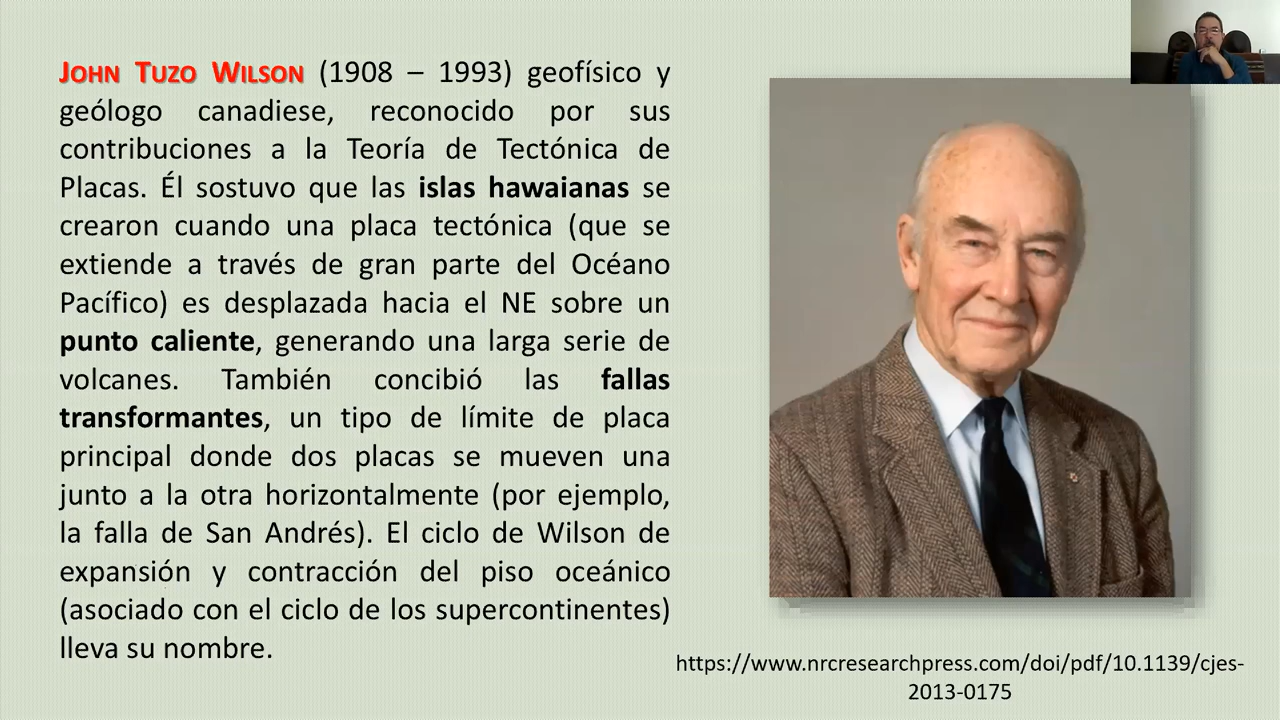 JOHN TUZO WILSON (1908 – 1993) geofísico y
geólogo canadiese, reconocido por sus
contribuciones a la Teoría de Tectónica de
Placas. Él sostuvo que las islas hawaianas se
crearon cuando una placa tectónica (que se
extiende a través de gran parte del Océano
Pacífico) es desplazada hacia el NE sobre un
punto caliente, generando una larga serie de
volcanes. También concibió las fallas
transformantes, un tipo de límite de placa
principal donde dos placas se mueven una
junto a la otra horizontalmente (por ejemplo,
la falla de San Andrés). El ciclo de Wilson de
expansión y contracción del piso oceánico
(asociado con el ciclo de los supercontinentes)
lleva su nombre.
https://www.nrcresearchpress.com/doi/pdf/10.1139/cjes-
2013-0175